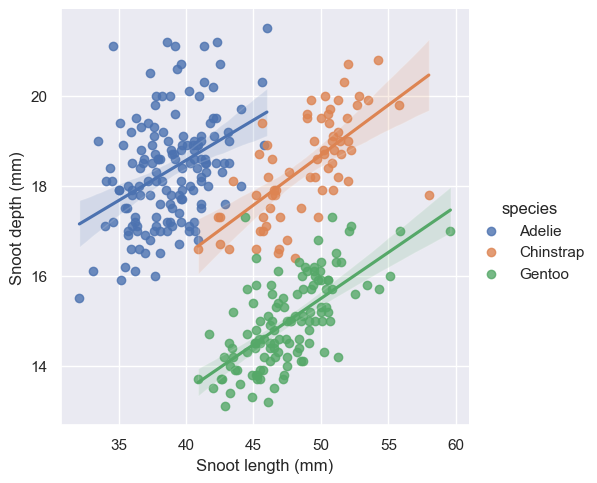 20
18
16
14
Snoot depth (mm)
35 40 45 50 55 60
Snoot length (mm)
species
Adelie
Chinstrap
Gentoo